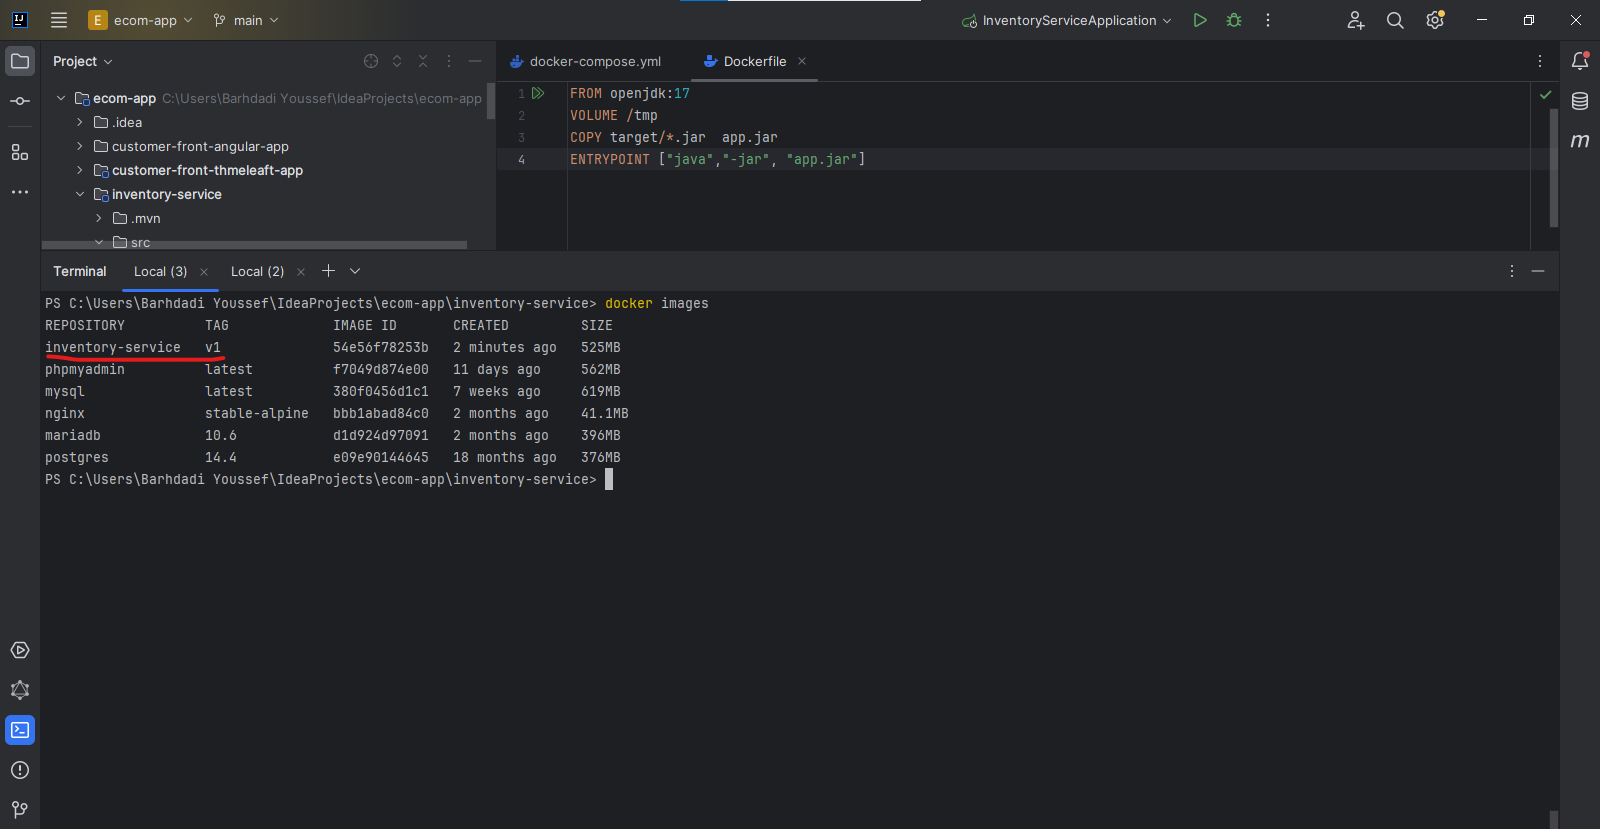 IJ
E ecom-app
main
InventoryServiceApplication
Project
docker-compose.yml
Dockerfile
ecom-app C:\Users\Barhdadi Youssef\IdeaProjects\ecom-app
.idea
customer-front-angular-app
customer-front-thmeleaft-app
inventory-service
.mvn
src
1 FROM openjdk:17
2 VOLUME /tmp
3 COPY target/*.jar  app.jar
4 ENTRYPOINT ["java","-jar", "app.jar"]
m
Terminal
Local (3)
Local (2)
PS C:\Users\Barhdadi Youssef\IdeaProjects\ecom-app\inventory-service> docker images
REPOSITORY TAG IMAGE ID CREATED SIZE
inventory-service v1 54e56f78253b 2 minutes ago 525MB
phpmyadmin latest f7049d874e00 11 days ago 562MB
mysql latest 380f0456d1c1 7 weeks ago 619MB
nginx stable-alpine bbb1abad84c0 2 months ago 41.1MB
mariadb 10.6 d1d924d97091 2 months ago 396MB
postgres 14.4 e09e90144645 18 months ago 376MB
PS C:\Users\Barhdadi Youssef\IdeaProjects\ecom-app\inventory-service>